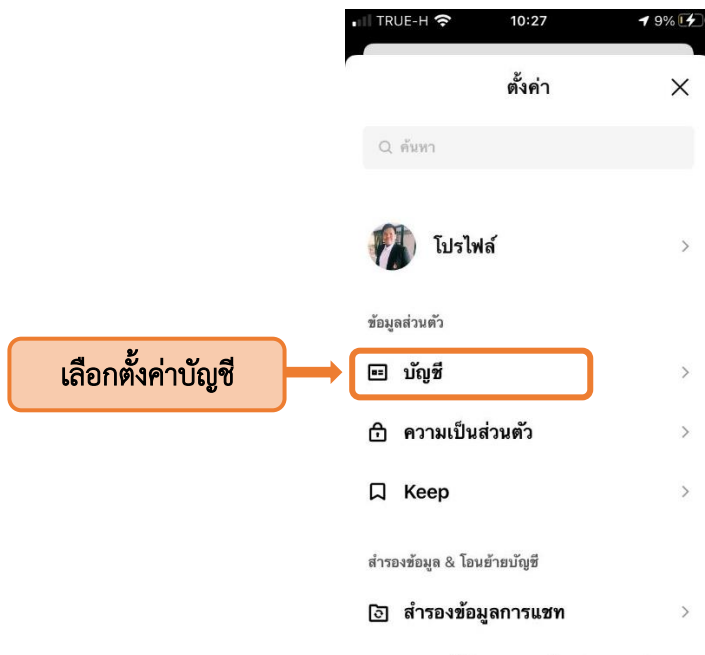 TRUE-H 10:27 9%
ตั้งค่า
ค้นหา
โปรไฟล์
ข้อมูลส่วนตัว
เลือกตั้งค่าบัญชี
บัญชี
ความเป็นส่วนตัว
Keep
สำรองข้อมูล & โอนย้ายบัญชี
สำรองข้อมูลการแชท